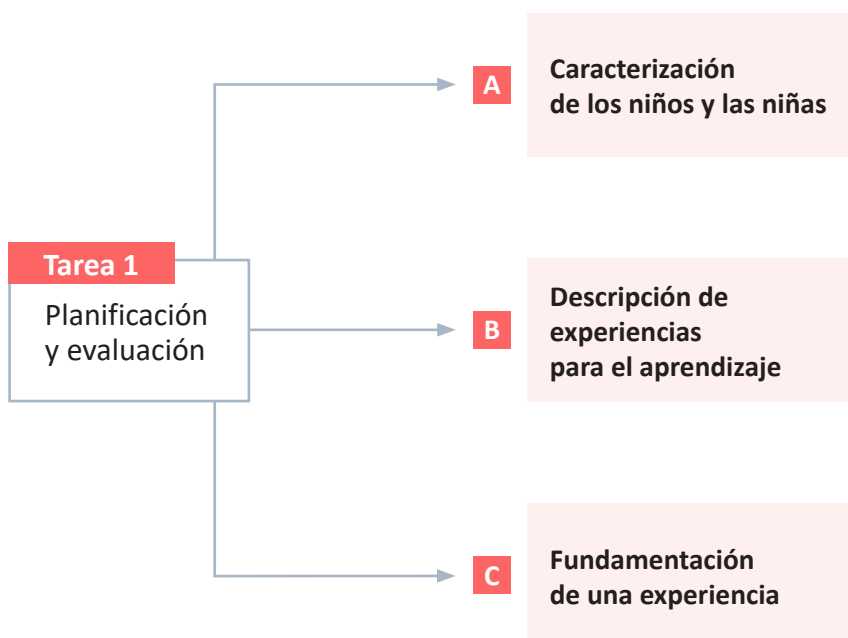 Tarea 1
Planificación
y evaluación
A
Caracterización
de los niños y las niñas
B
Descripción de
experiencias
para el aprendizaje
C
Fundamentación
de una experiencia